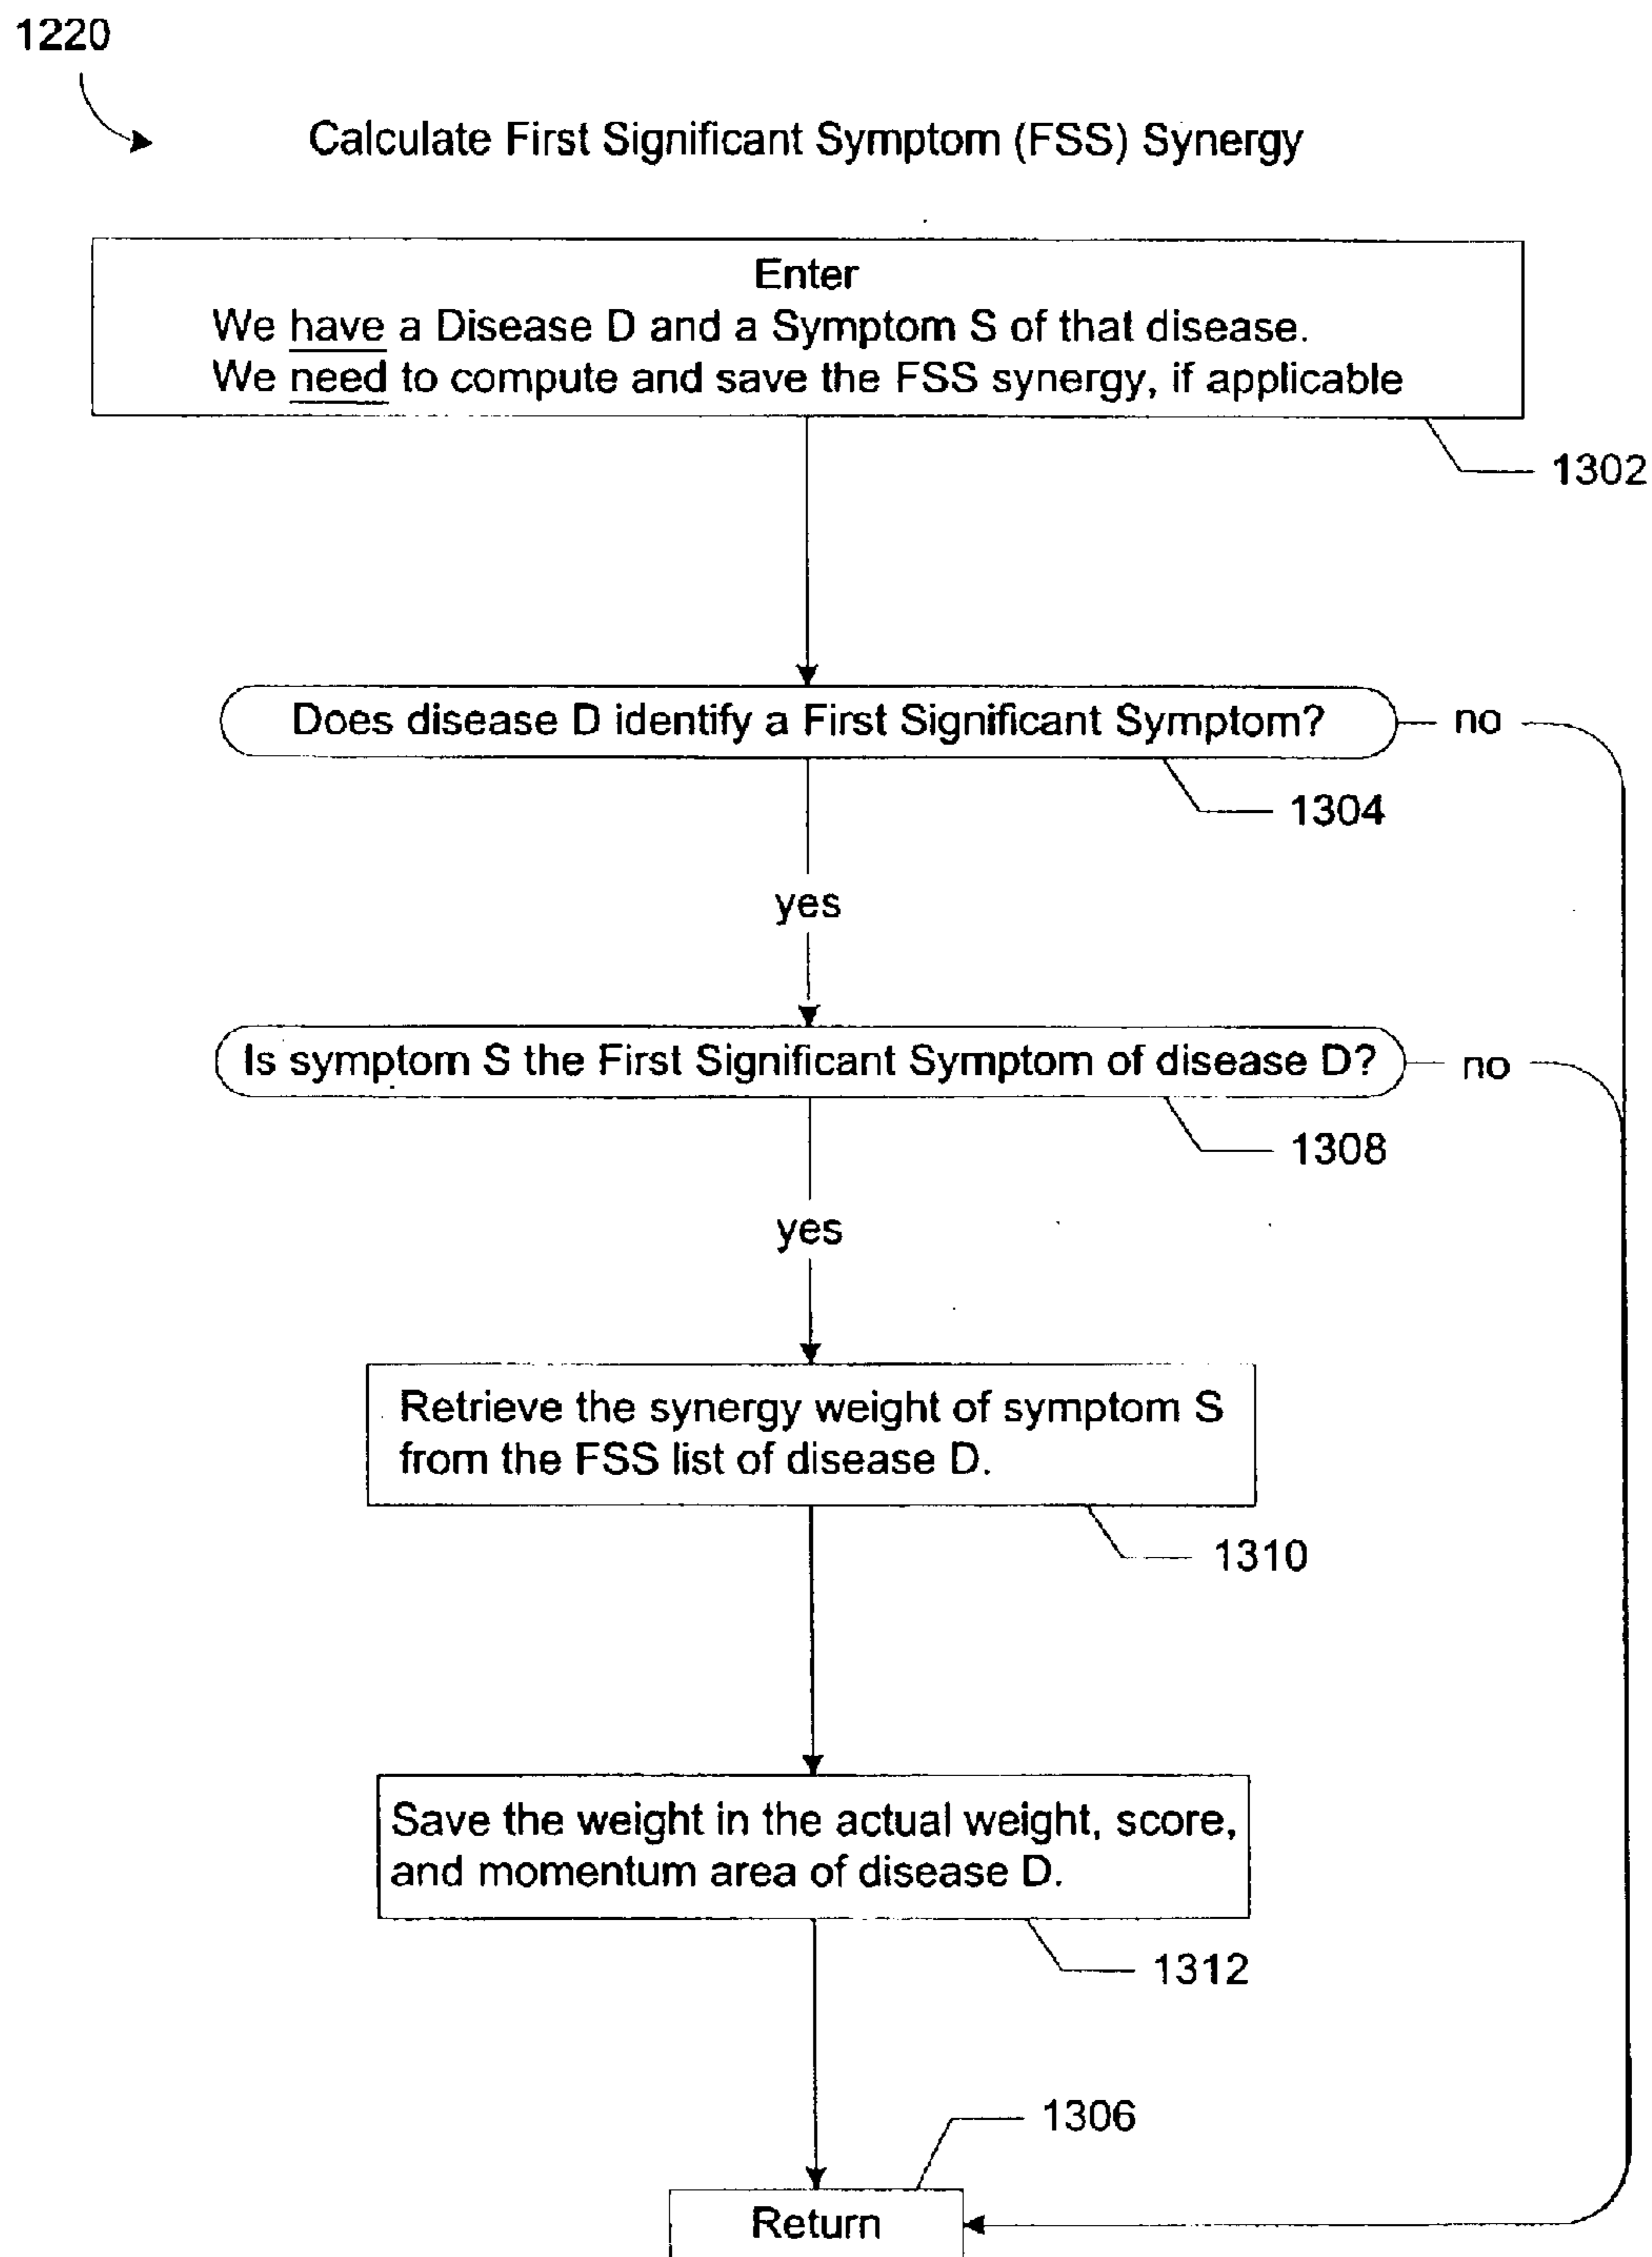 1220
Calculate First Significant Symptom (FSS) Synergy
Enter
We have a Disease D and a Symptom S of that disease.
We need to compute and save the FSS synergy, if applicable
1302
Does disease D identify a First Significant Symptom?
no
1304
yes
Is symptom S the First Significant Symptom of disease D?
no
1308
yes
Retrieve the synergy weight of symptom S
from the FSS list of disease D.
1310
Save the weight in the actual weight, score,
and momentum area of disease D.
1312
1306
Return